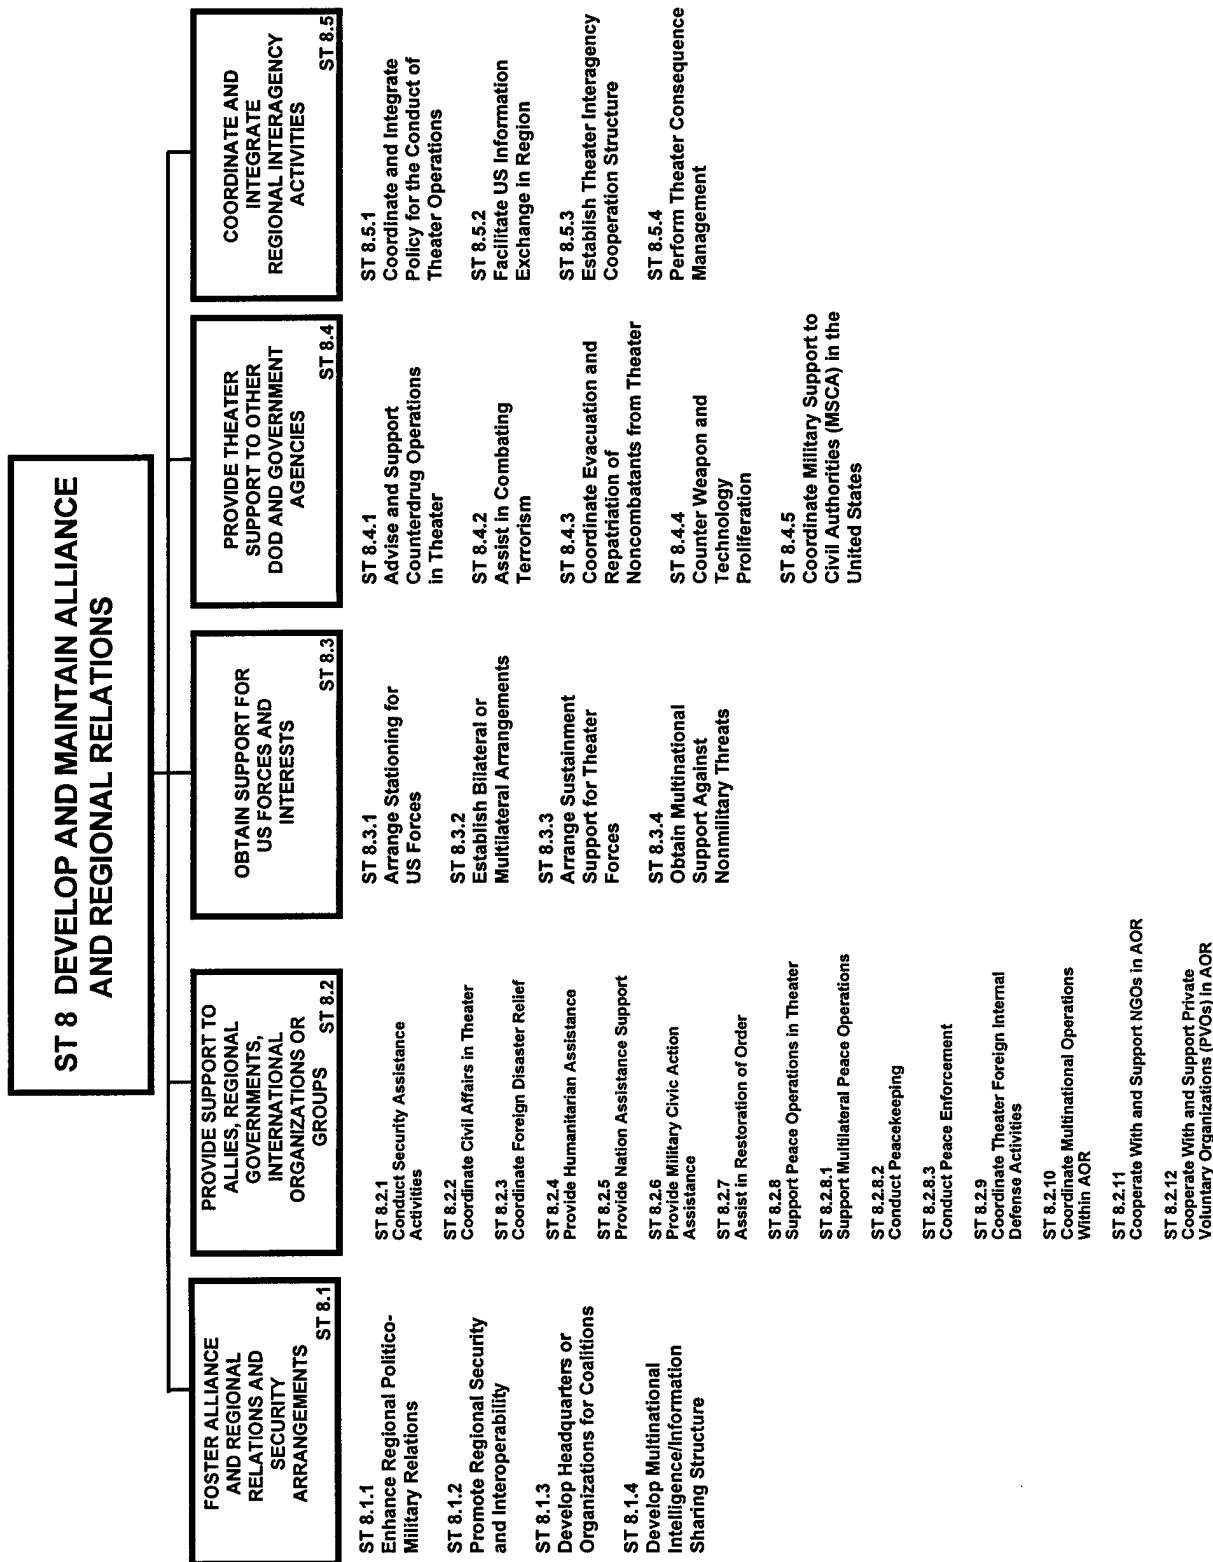 ST 8 DEVELOP AND MAINTAIN ALLIANCE
AND REGIONAL RELATIONS
FOSTER ALLIANCE
AND REGIONAL
RELATIONS AND
SECURITY
ARRANGEMENTS
ST 8.1
ST 8.1.1
Enhance Regional Politico-
Military Relations
ST 8.1.2
Promote Regional Security
and Interoperability
ST 8.1.3
Develop Headquarters or
Organizations for Coalitions
ST 8.1.4
Develop Multinational
Intelligence/Information
Sharing Structure
PROVIDE SUPPORT TO
ALLIES, REGIONAL
GOVERNMENTS,
INTERNATIONAL
ORGANIZATIONS OR
GROUPS
ST 8.2
ST 8.2.1
Conduct Security Assistance
Activities
ST 8.2.2
Coordinate Civil Affairs in Theater
ST 8.2.3
Coordinate Foreign Disaster Relief
ST 8.2.4
Provide Humanitarian Assistance
ST 8.2.5
Provide Nation Assistance Support
ST 8.2.6
Provide Military Civic Action
Assistance
ST 8.2.7
Assist in Restoration of Order
ST 8.2.8
Support Peace Operations in Theater
ST 8.2.8.1
Support Multilateral Peace Operations
ST 8.2.8.2
Conduct Peacekeeping
ST 8.2.8.3
Conduct Peace Enforcement
ST 8.2.9
Coordinate Theater Foreign Internal
Defense Activities
ST 8.2.10
Coordinate Multinational Operations
Within AOR
ST 8.2.11
Cooperate With and Support NGOs in AOR
ST 8.2.12
Cooperate With and Support Private
Voluntary Organizations (PVOs) in AOR
OBTAIN SUPPORT FOR
US FORCES AND
INTERESTS
ST 8.3
ST 8.3.1
Arrange Stationing for
US Forces
ST 8.3.2
Establish Bilateral or
Multilateral Arrangements
ST 8.3.3
Arrange Sustainment
Support for Theater
Forces
ST 8.3.4
Obtain Multinational
Support Against
Nonmilitary Threats
PROVIDE THEATER
SUPPORT TO OTHER
DOD AND GOVERNMENT
AGENCIES
ST 8.4
ST 8.4.1
Advise and Support
Counterdrug Operations
in Theater
ST 8.4.2
Assist in Combating
Terrorism
ST 8.4.3
Coordinate Evacuation and
Repatriation of
Noncombatants from Theater
ST 8.4.4
Counter Weapon and
Technology
Proliferation
ST 8.4.5
Coordinate Military Support to
Civil Authorities (MSCA) in the
United States
COORDINATE AND
INTEGRATE
REGIONAL INTERAGENCY
ACTIVITIES
ST 8.5
ST 8.5.1
Coordinate and Integrate
Policy for the Conduct of
Theater Operations
ST 8.5.2
Facilitate US Information
Exchange in Region
ST 8.5.3
Establish Theater Interagency
Cooperation Structure
ST 8.5.4
Perform Theater Consequence
Management